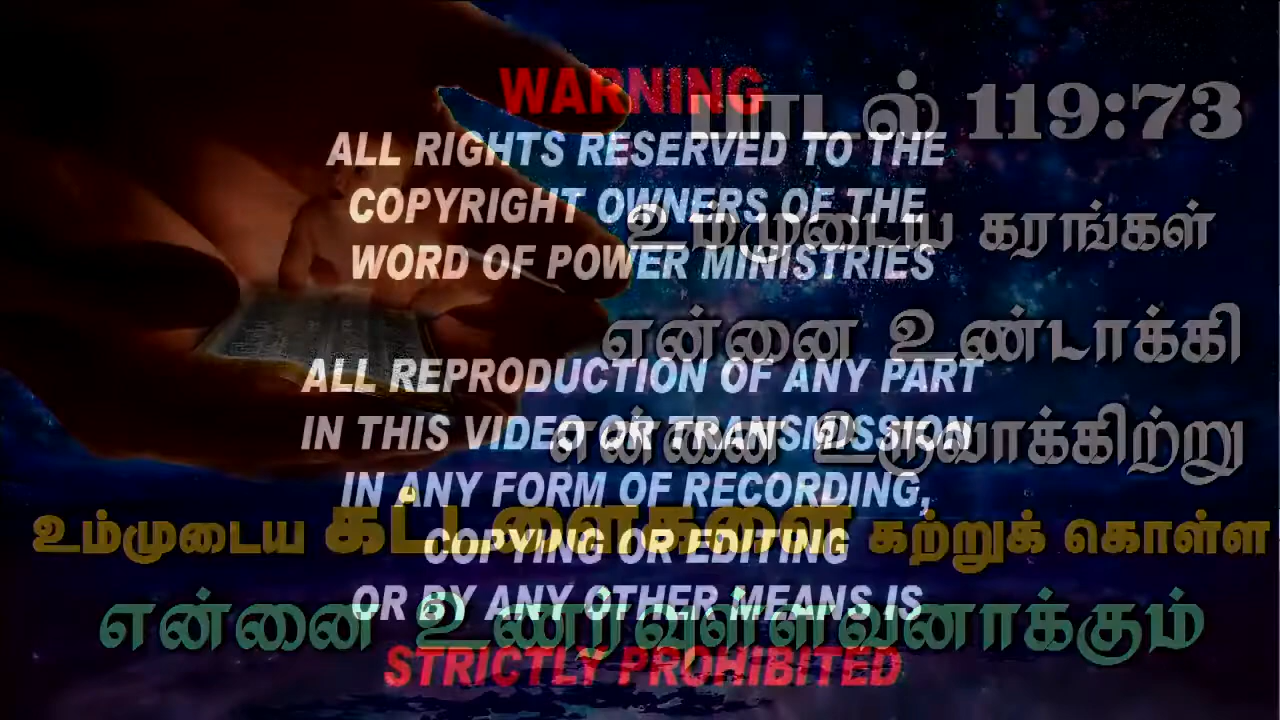 WARNING
ALL RIGHTS RESERVED TO THE
COPYRIGHT OWNERS OF THE
WORD OF POWER MINISTRIES
ALL REPRODUCTION OF ANY PART
IN THIS VIDEO OR TRANSMISSION
IN ANY FORM OF RECORDING,
COPYING OR EDITING
OR BY ANY OTHER MEANS IS
STRICTLY PROHIBITED
பாடல் 119:73
உம்முடைய கரங்கள்
என்னை உண்டாக்கி
என்னை உருவாக்கிற்று
உம்முடைய கட்டளைகளை கற்றுக் கொள்ள
என்னை உணர்வுள்ளவனாக்கும்